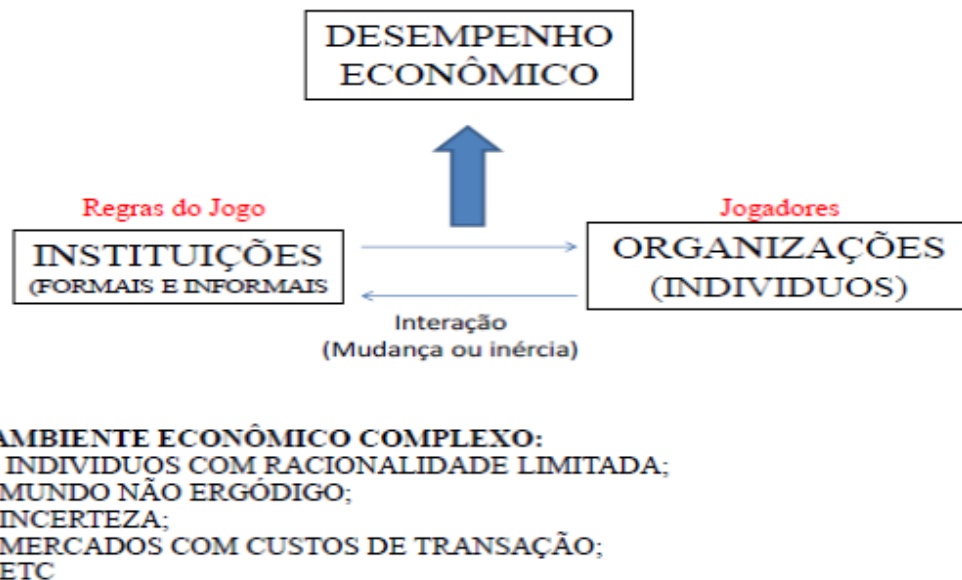 DESEMPENHO
ECONÔMICO
Regras do Jogo
Jogadores
INSTITUIÇÕES
(FORMAIS E INFORMAIS
ORGANIZAÇÕES
(INDIVIDUOS)
Interação
(Mudança ou inércia)
AMBIENTE ECONÔMICO COMPLEXO:
INDIVIDUOS COM RACIONALIDADE LIMITADA;
MUNDO NÃO ERGÓDIGO;
INCERTEZA;
MERCADOS COM CUSTOS DE TRANSAÇÃO;
ETC